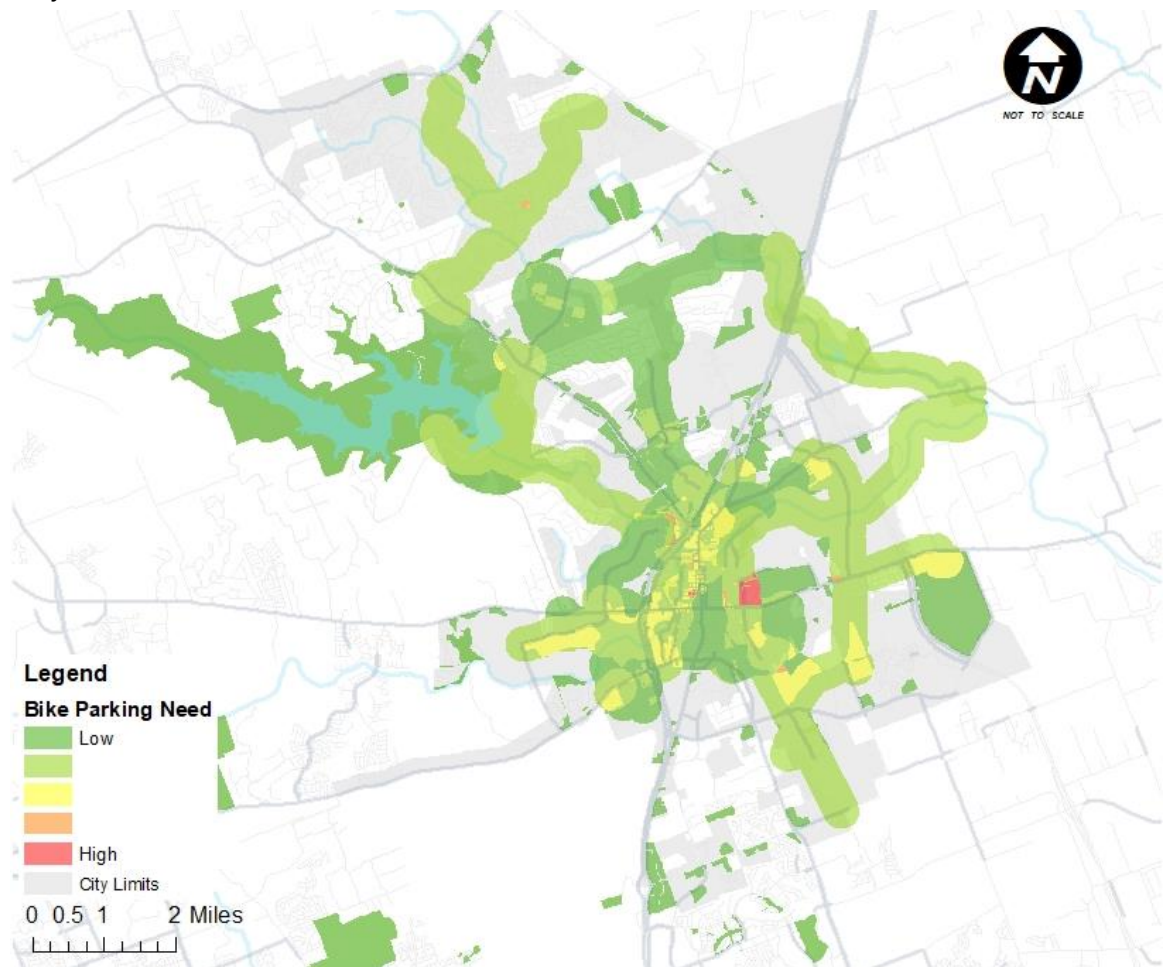 N
NOT TO SCALE
Legend
Bike Parking Need
Low
High
City Limits
0 0.5 1 2 Miles